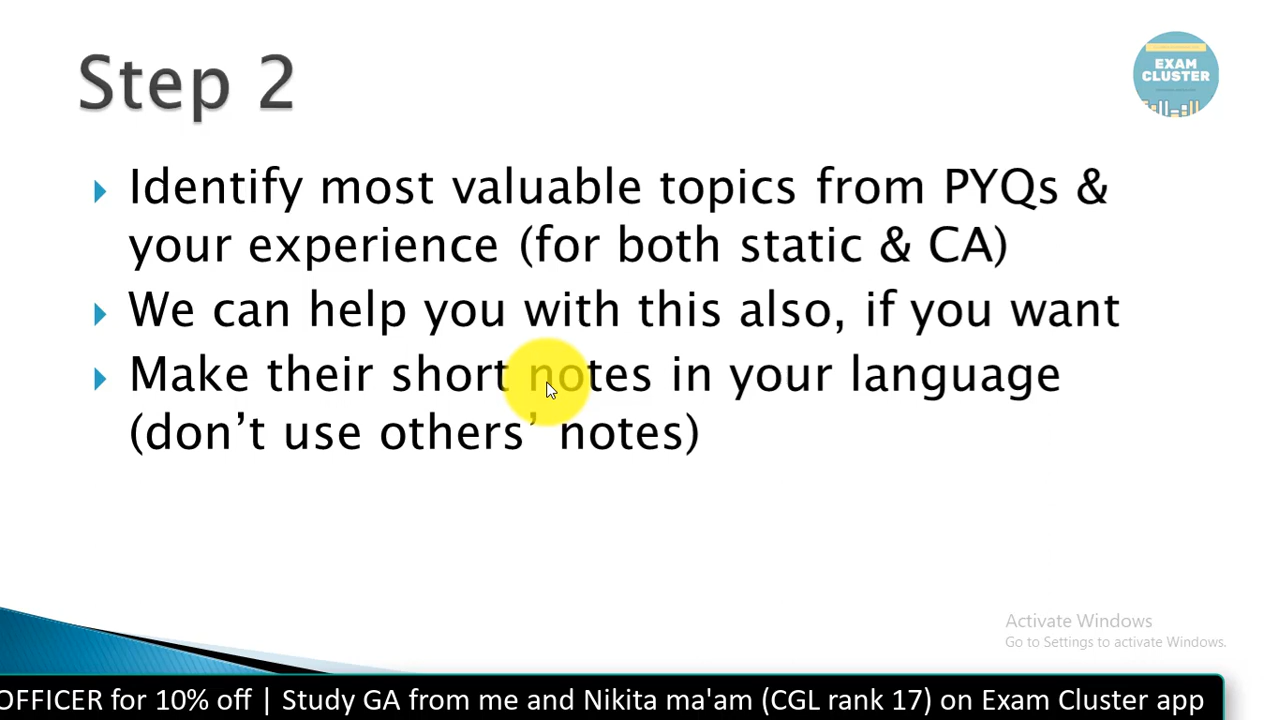 Step 2
EXAM
CLUSTER
Identify most valuable topics from PYQs &
your experience (for both static & CA)
We can help you with this also, if you want
Make their short notes in your language
(don’t use others’ notes)
Activate Windows
Go to Settings to activate Windows.
OFFICER for 10% off | Study GA from me and Nikita ma'am (CGL rank 17) on Exam Cluster app